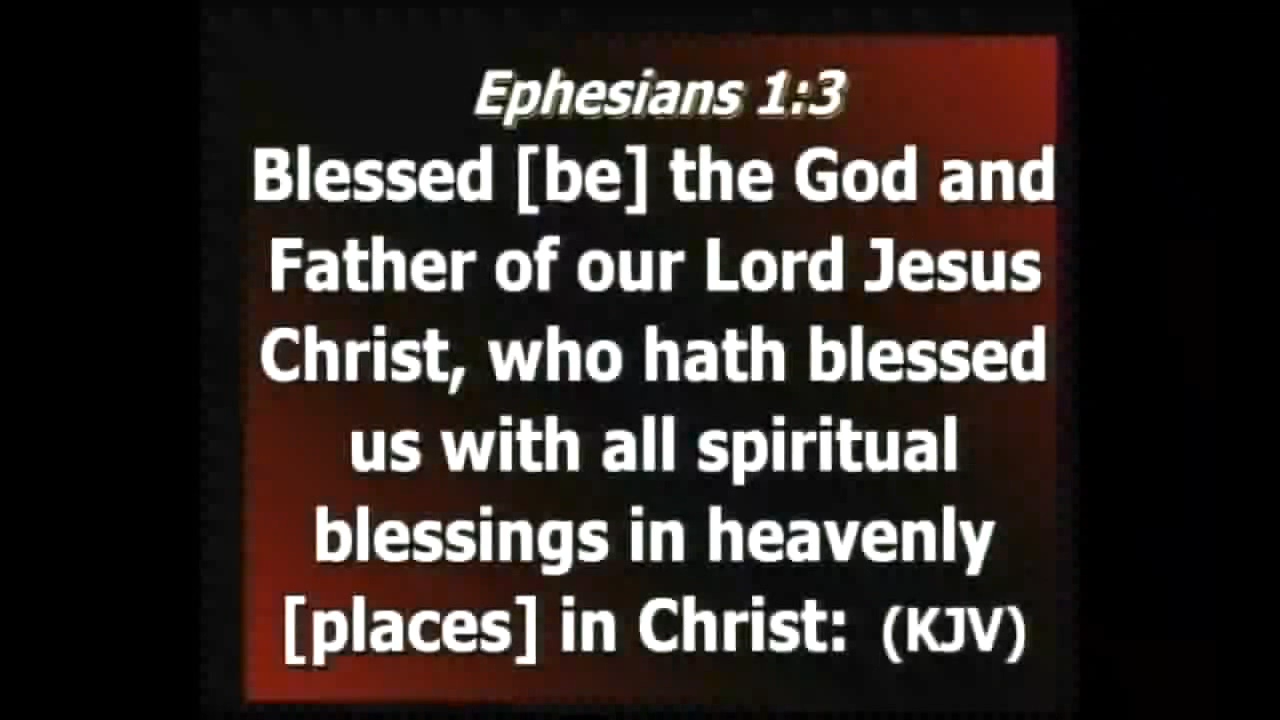 Ephesians 1:3
Blessed [be] the God and
Father of our Lord Jesus
Christ, who hath blessed
us with all spiritual
blessings in heavenly
[places] in Christ: (KJV)